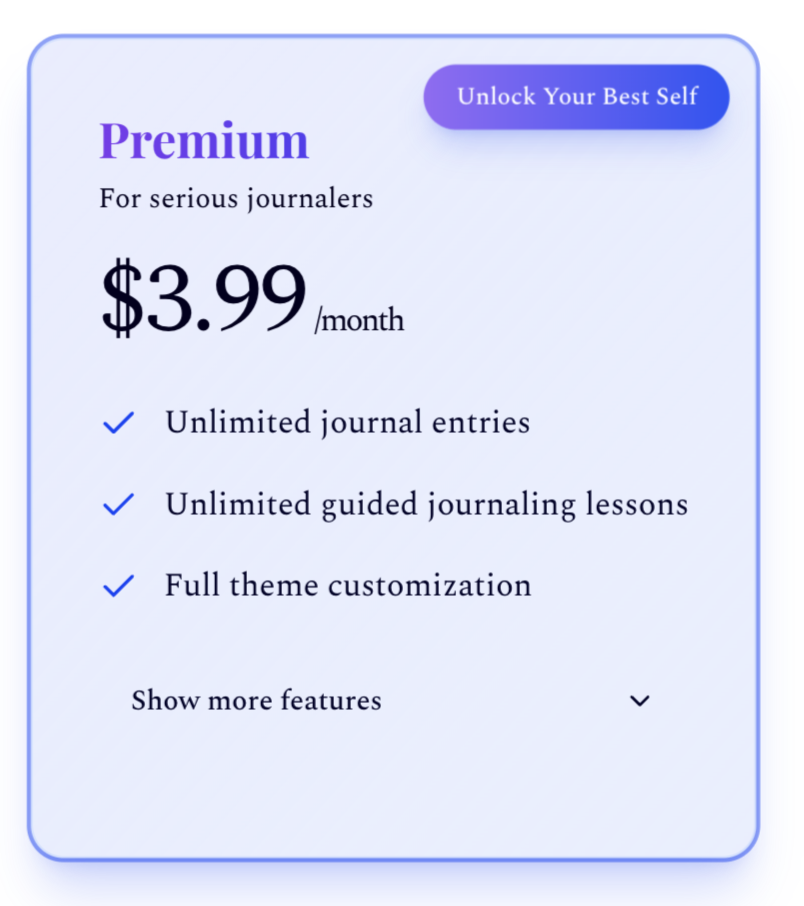 Unlock Your Best Self
Premium
For serious journalers
$3.99 /month
Unlimited journal entries
Unlimited guided journaling lessons
Full theme customization
Show more features